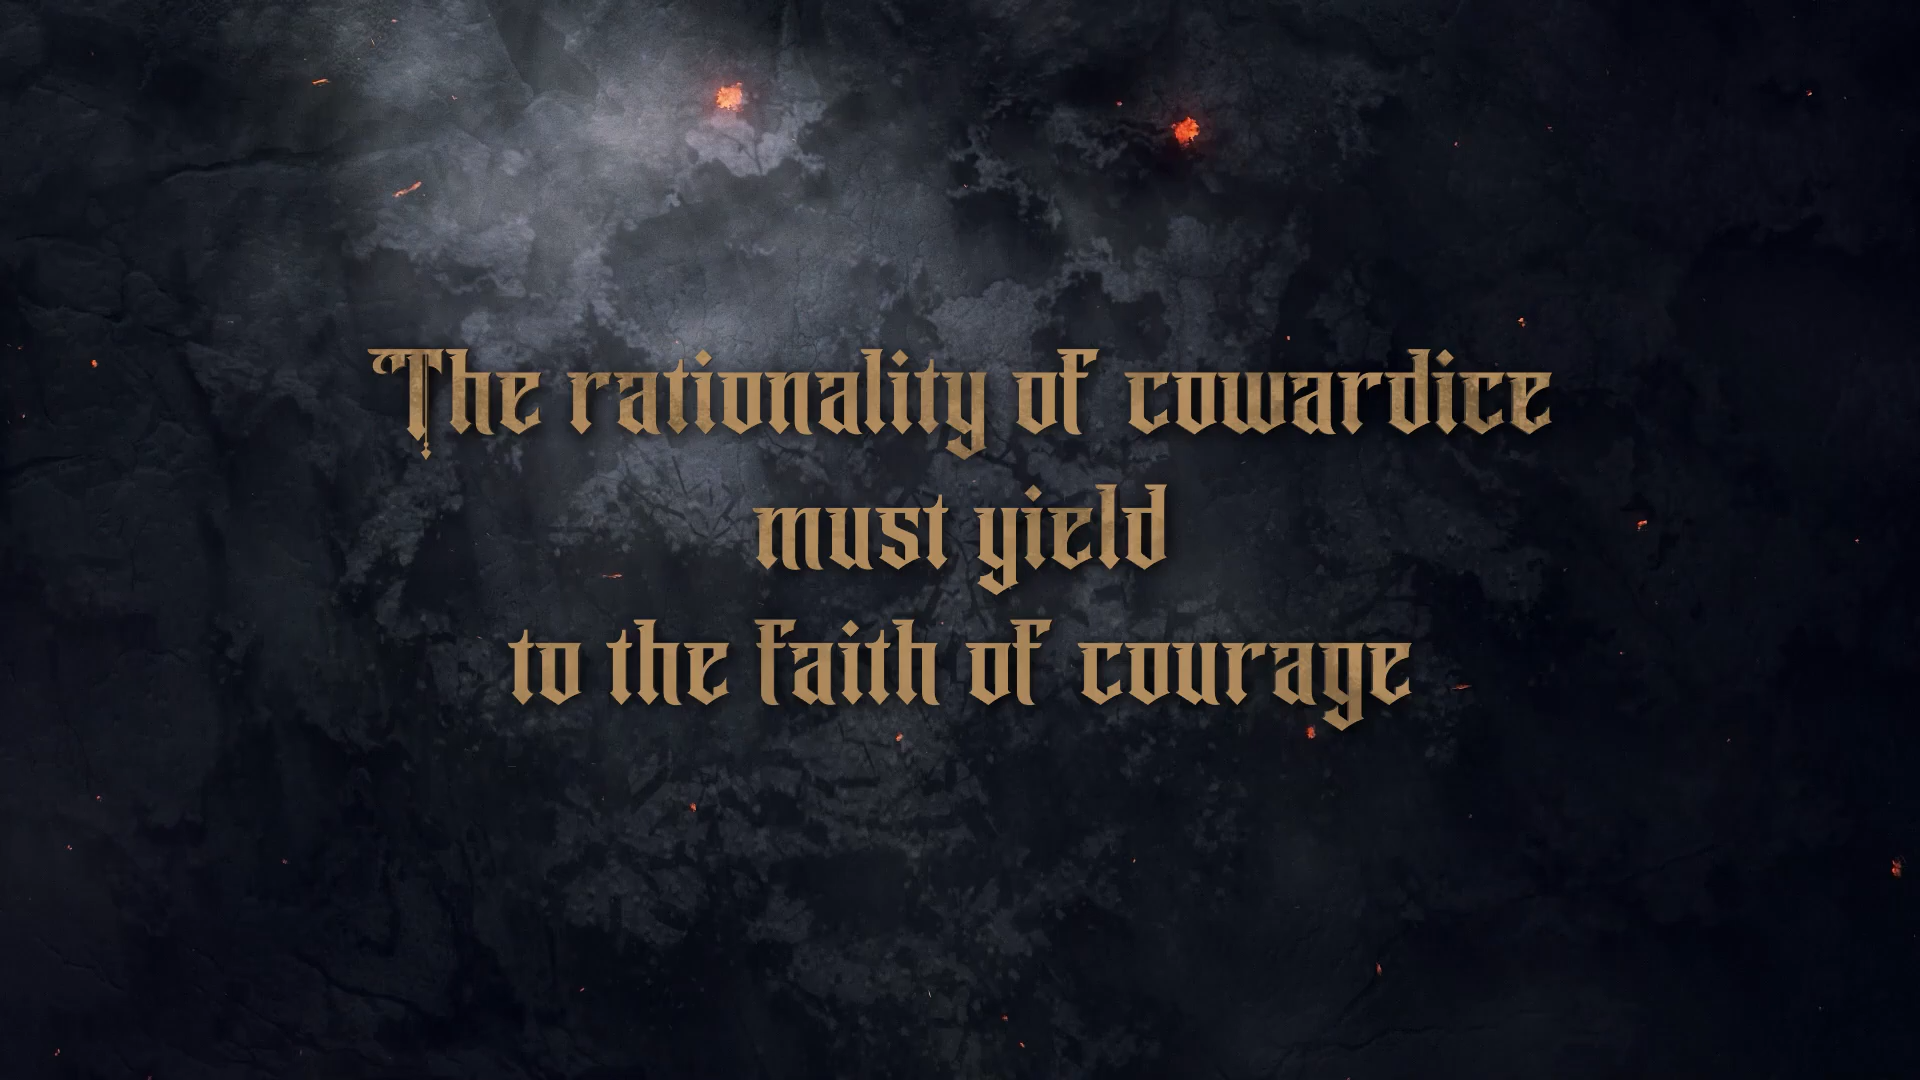 The rationality of cowardice
must yield
to the faith of courage